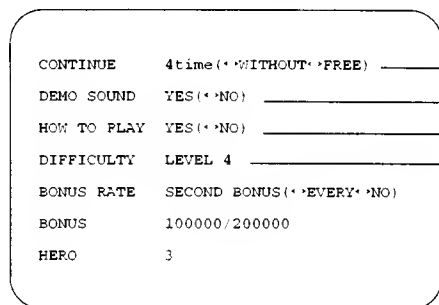 CONTINUE 4time(↔WITHOUT↔FREE)
DEMO SOUND YES(↔NO)
HOW TO PLAY YES(↔NO)
DIFFICULTY LEVEL 4
BONUS RATE SECOND BONUS(↔EVERY↔NO)
BONUS 100000/200000
HERO 3